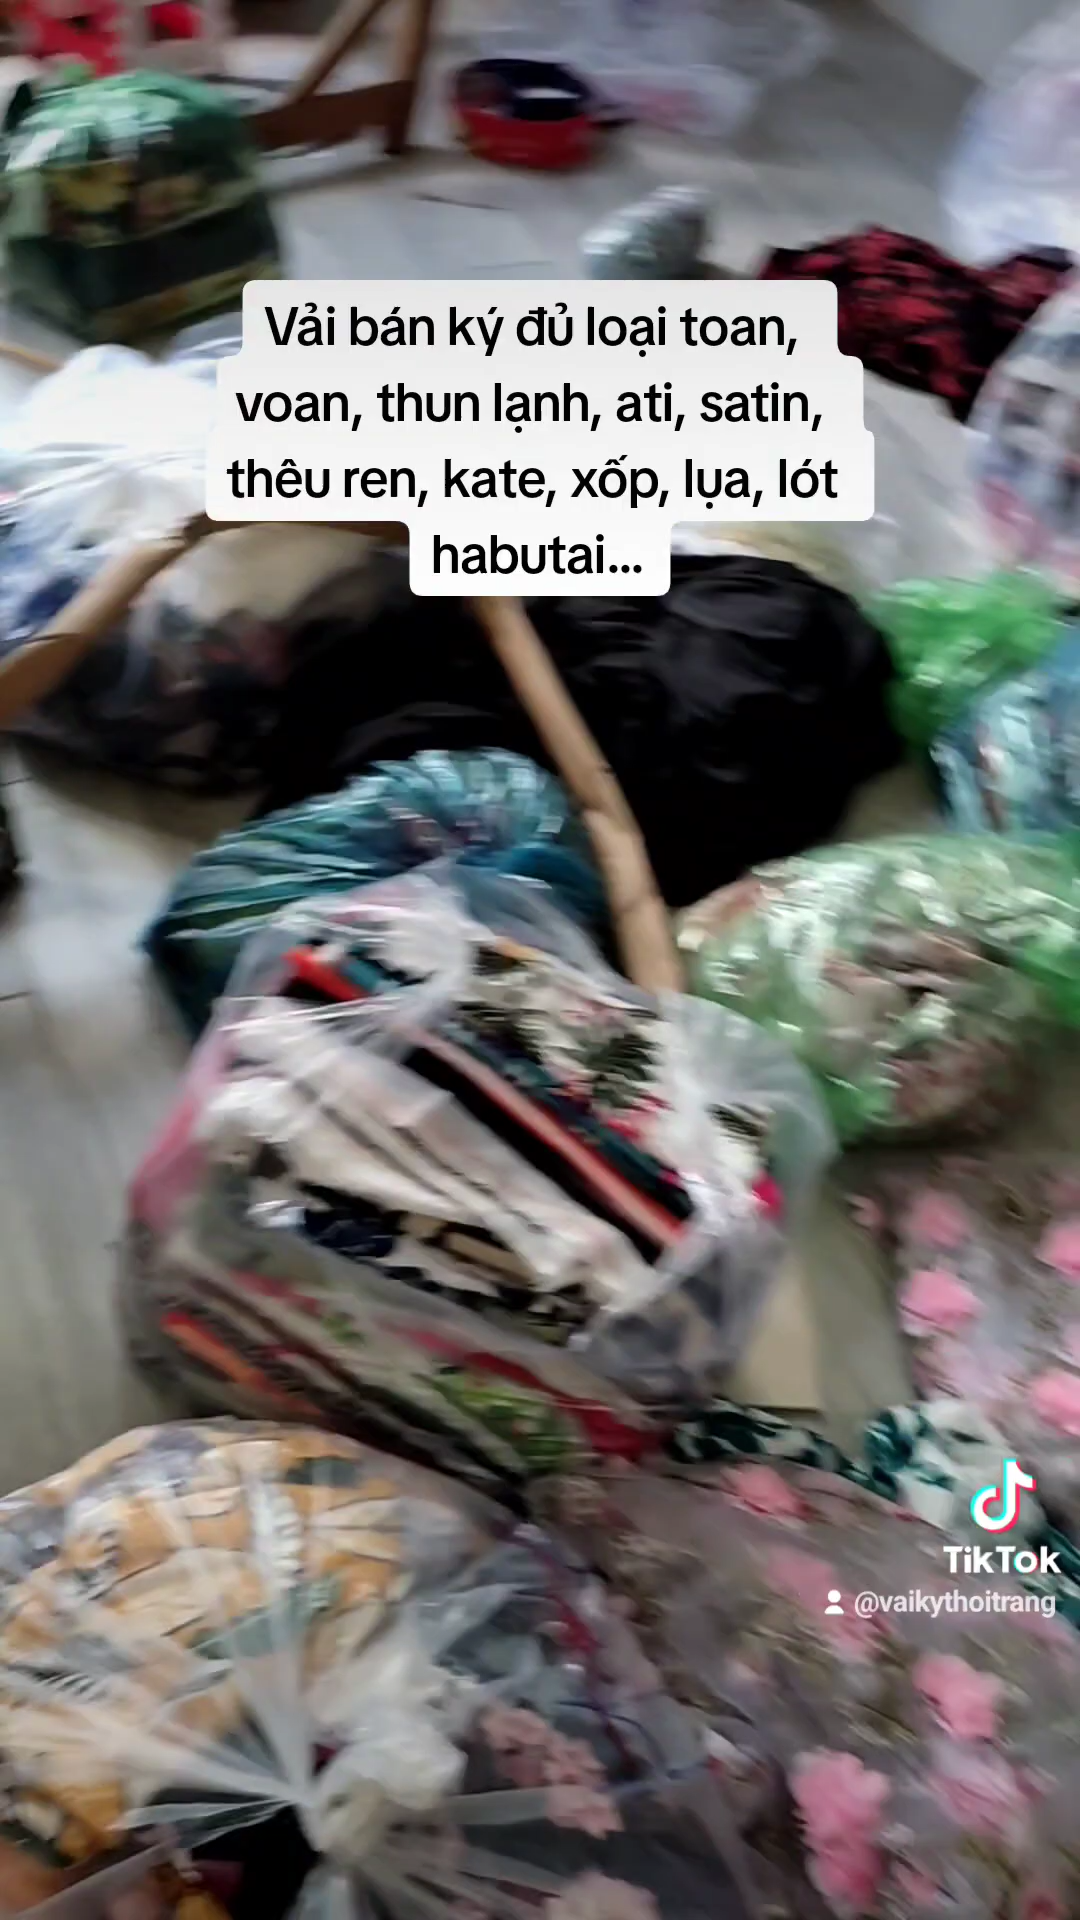 Vải bán ký đủ loại toan,
voan, thun lạnh, ati, satin,
thêu ren, kate, xốp, lụa, lót
habutai...
TikTok
@vaikythoitrang